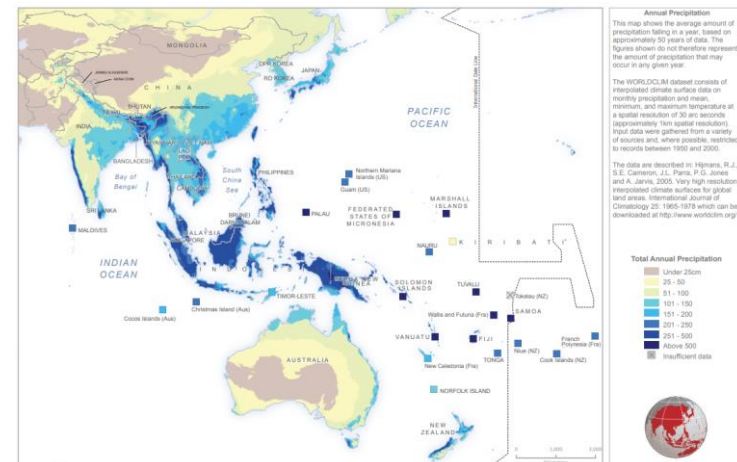 Annual Precipitation
This map shows the average amount of
precipitation falling in a year, based on
approximately 50 years of data. The
figures shown do not therefore represent
the amount of precipitation that may
occur in any given year.
The WORLDCLIM dataset consists of
interpolated climate surface data on
monthly precipitation and mean,
minimum, and maximum temperature at
a spatial resolution of 30 arc seconds
(approximately 1km spatial resolution).
Input data were gathered from a variety
of sources and, where possible, restricted
to records between 1950 and 2000.
The data are described in: Hijmans, R.J.,
S.E. Cameron, J.L. Parra, P.G. Jones
and A. Jarvis, 2005. Very high resolution
interpolated climate surfaces for global
land areas. International Journal of
Climatology 25: 1965-1978 which can be
downloaded at http://www.worldclim.org/
Total Annual Precipitation
Under 25cm
25 - 50
51 - 100
101 - 150
151 - 200
201 - 250
251 - 500
Above 500
Insufficient data
MONGOLIA
DPR KOREA
RO KOREA
JAPAN
CHINA
International Date Line
PACIFIC
OCEAN
BHUTAN
INDIA
BANGLADESH
Bay of
Bengal
South
China
Sea
PHILIPPINES
Northern Mariana
Islands (US)
Guam (US)
SRI LANKA
MALDIVES
PALAU
FEDERATED
STATES OF
MICRONESIA
MARSHALL
ISLANDS
BRUNEI
DARUSSALAM
MALAYSIA
SINGAPORE
NAURU
KIRIBATI
INDIAN
OCEAN
INDONESIA
PAPUA NEW
GUINEA
SOLOMON
ISLANDS
TUVALU
Tokelau (NZ)
TIMOR-LESTE
Christmas Island (Aus)
Cocos Islands (Aus)
Wallis and Futuna (Fra)
SAMOA
VANUATU
FIJI
TONGA
Niue (NZ)
Cook Islands (NZ)
French
Polynesia (Fra)
New Caledonia (Fra)
AUSTRALIA
NORFOLK ISLAND
NEW
ZEALAND